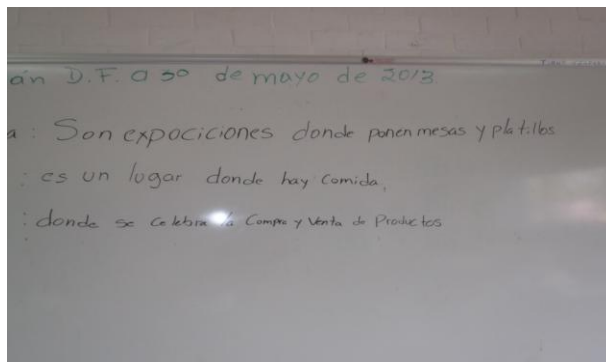 án D.F. a 30 de mayo de 2013
a: Son expociciones donde ponen mesas y platillos
: es un lugar donde hay comida.
: donde se celebra la Compra y Venta de Productos